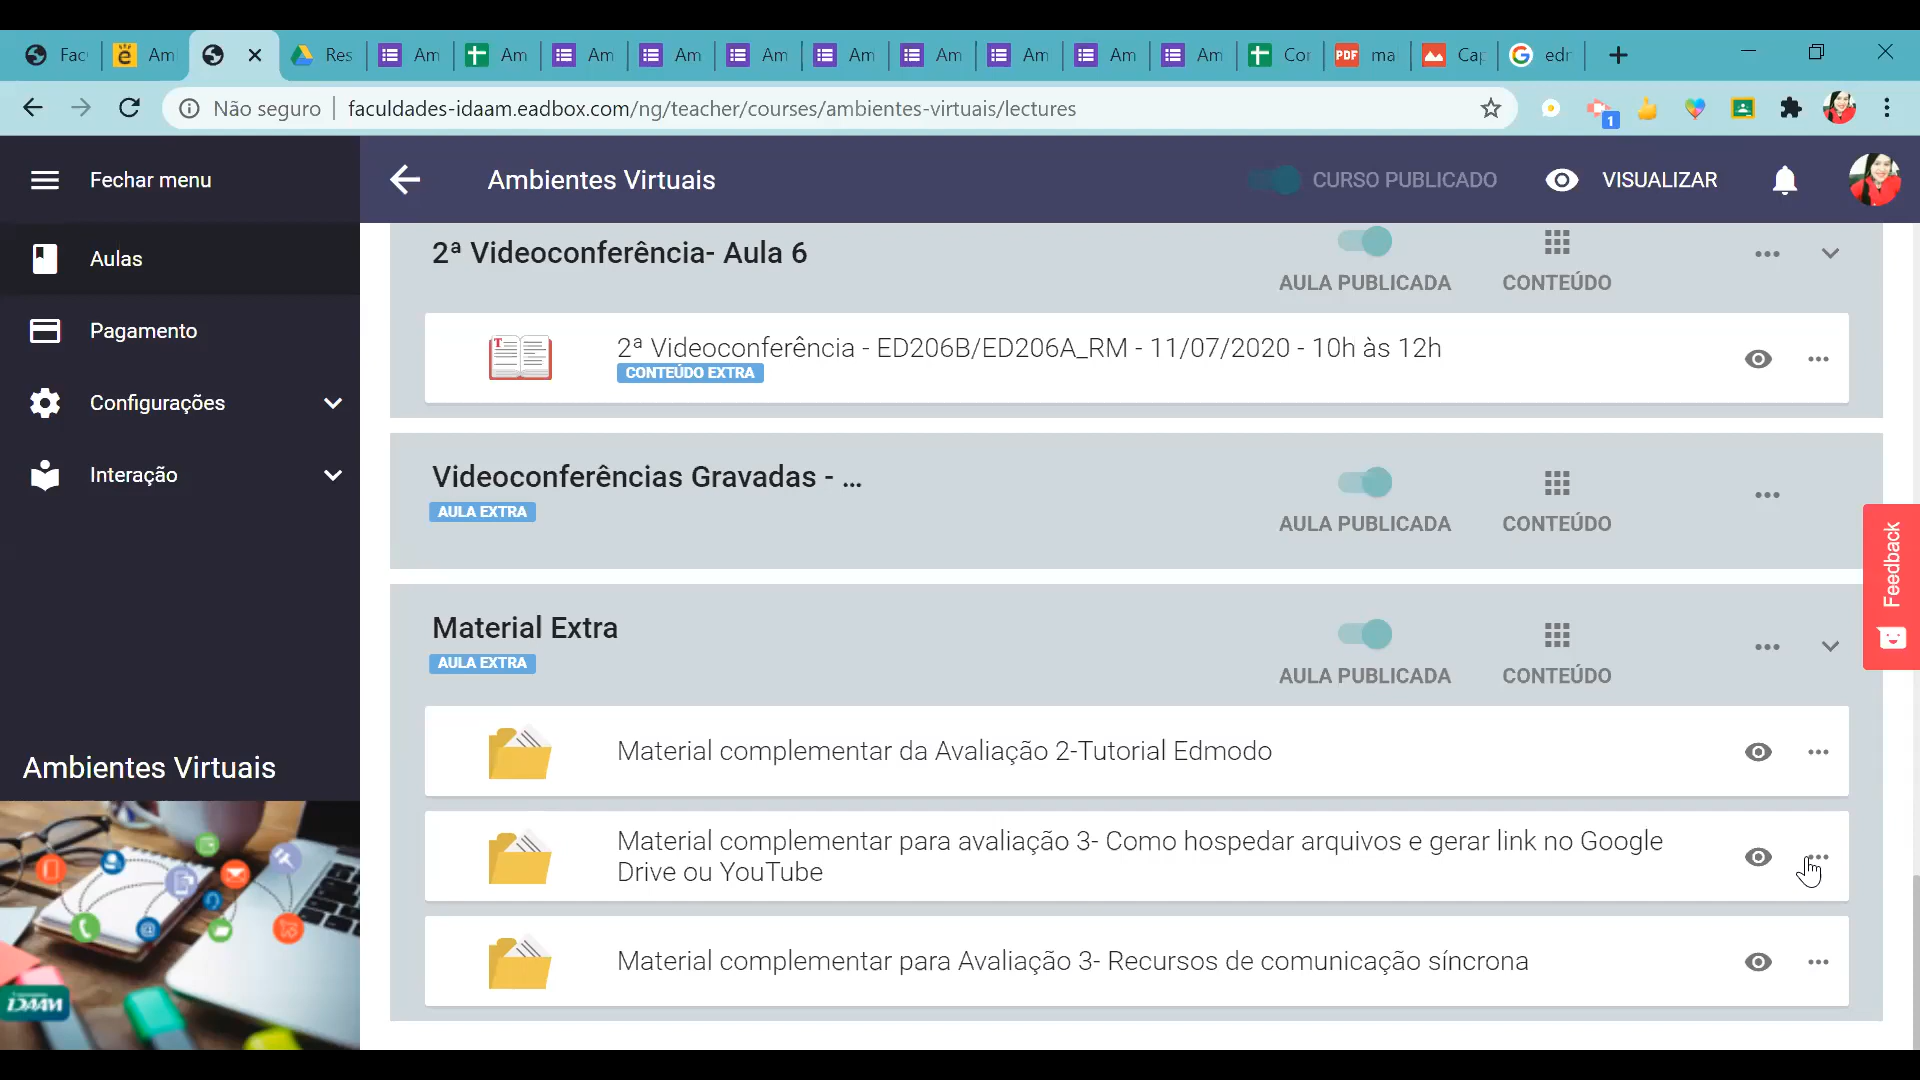 Fac
Am
Res
Am
Am
Am
Am
Am
Am
Am
Am
Am
Am
Cor
PDF
ma
Cap
edr
Não seguro
faculdades-idaam.eadbox.com/ng/teacher/courses/ambientes-virtuais/lectures
1
Fechar menu
Ambientes Virtuais
CURSO PUBLICADO
VISUALIZAR
Aulas
Pagamento
Configurações
Interação
Ambientes Virtuais
IDAAM
2ª Videoconferência- Aula 6
AULA PUBLICADA
CONTEÚDO
2ª Videoconferência - ED206B/ED206A_RM - 11/07/2020 - 10h às 12h
CONTEÚDO EXTRA
Videoconferências Gravadas - ...
AULA EXTRA
AULA PUBLICADA
CONTEÚDO
Material Extra
AULA EXTRA
AULA PUBLICADA
CONTEÚDO
Material complementar da Avaliação 2-Tutorial Edmodo
Material complementar para avaliação 3- Como hospedar arquivos e gerar link no Google
Drive ou YouTube
Material complementar para Avaliação 3- Recursos de comunicação síncrona
Feedback